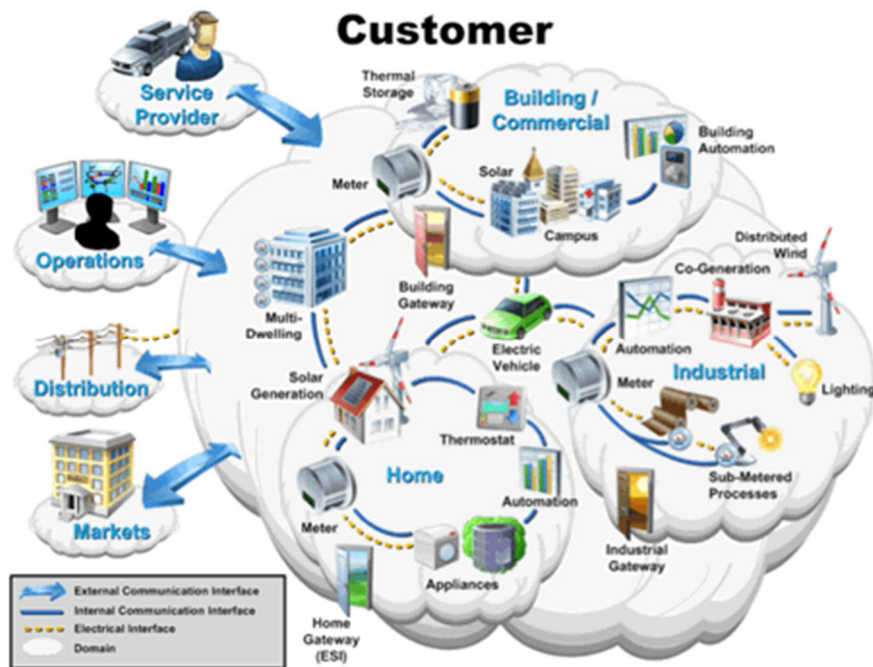 Customer
Service
Provider
Operations
Distribution
Markets
Thermal
Storage
Building /
Commercial
Building
Automation
Meter
Solar
Campus
Building
Gateway
Multi-
Dwelling
Electric
Vehicle
Distributed
Wind
Co-Generation
Automation
Industrial
Meter
Lighting
Sub-Metered
Processes
Industrial
Gateway
Solar
Generation
Thermostat
Home
Automation
Meter
Appliances
Home
Gateway
(ESI)
External Communication Interface
Internal Communication Interface
Electrical Interface
Domain